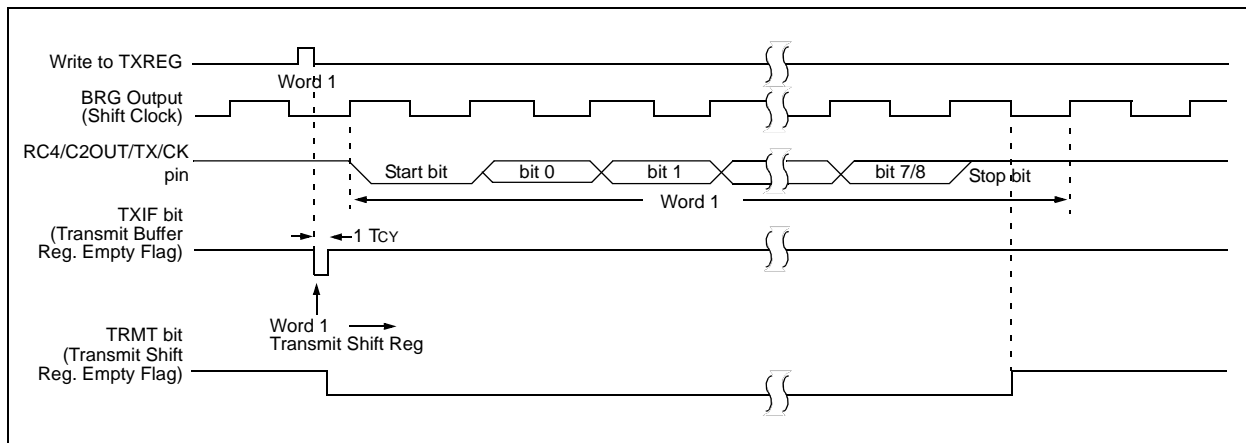 Write to TXREG
Word 1
BRG Output
(Shift Clock)
RC4/C2OUT/TX/CK
pin
Start bit
bit 0
bit 1
bit 7/8
Stop bit
Word 1
TXIF bit
(Transmit Buffer
Reg. Empty Flag)
1 TCY
Word 1
Transmit Shift Reg
TRMT bit
(Transmit Shift
Reg. Empty Flag)